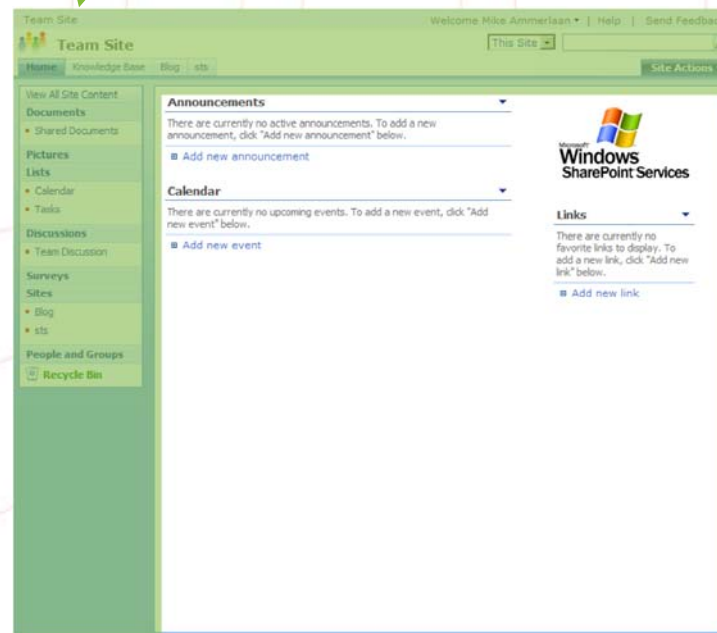 Team Site
Welcome Mike Ammerlaan | Help | Send Feedba
Team Site
This Site
Home Knowledge Base Blog sts
Site Actions
View All Site Content
Documents
Shared Documents
Pictures
Lists
Calendar
Tasks
Discussions
Team Discussion
Surveys
Sites
Blog
sts
People and Groups
Recycle Bin
Announcements
There are currently no active announcements. To add a new
announcement, click "Add new announcement" below.
Add new announcement
Calendar
There are currently no upcoming events. To add a new event, click "Add
new event" below.
Add new event
Microsoft
Windows
SharePoint Services
Links
There are currently no
favorite links to display. To
add a new link, click "Add new
link" below.
Add new link